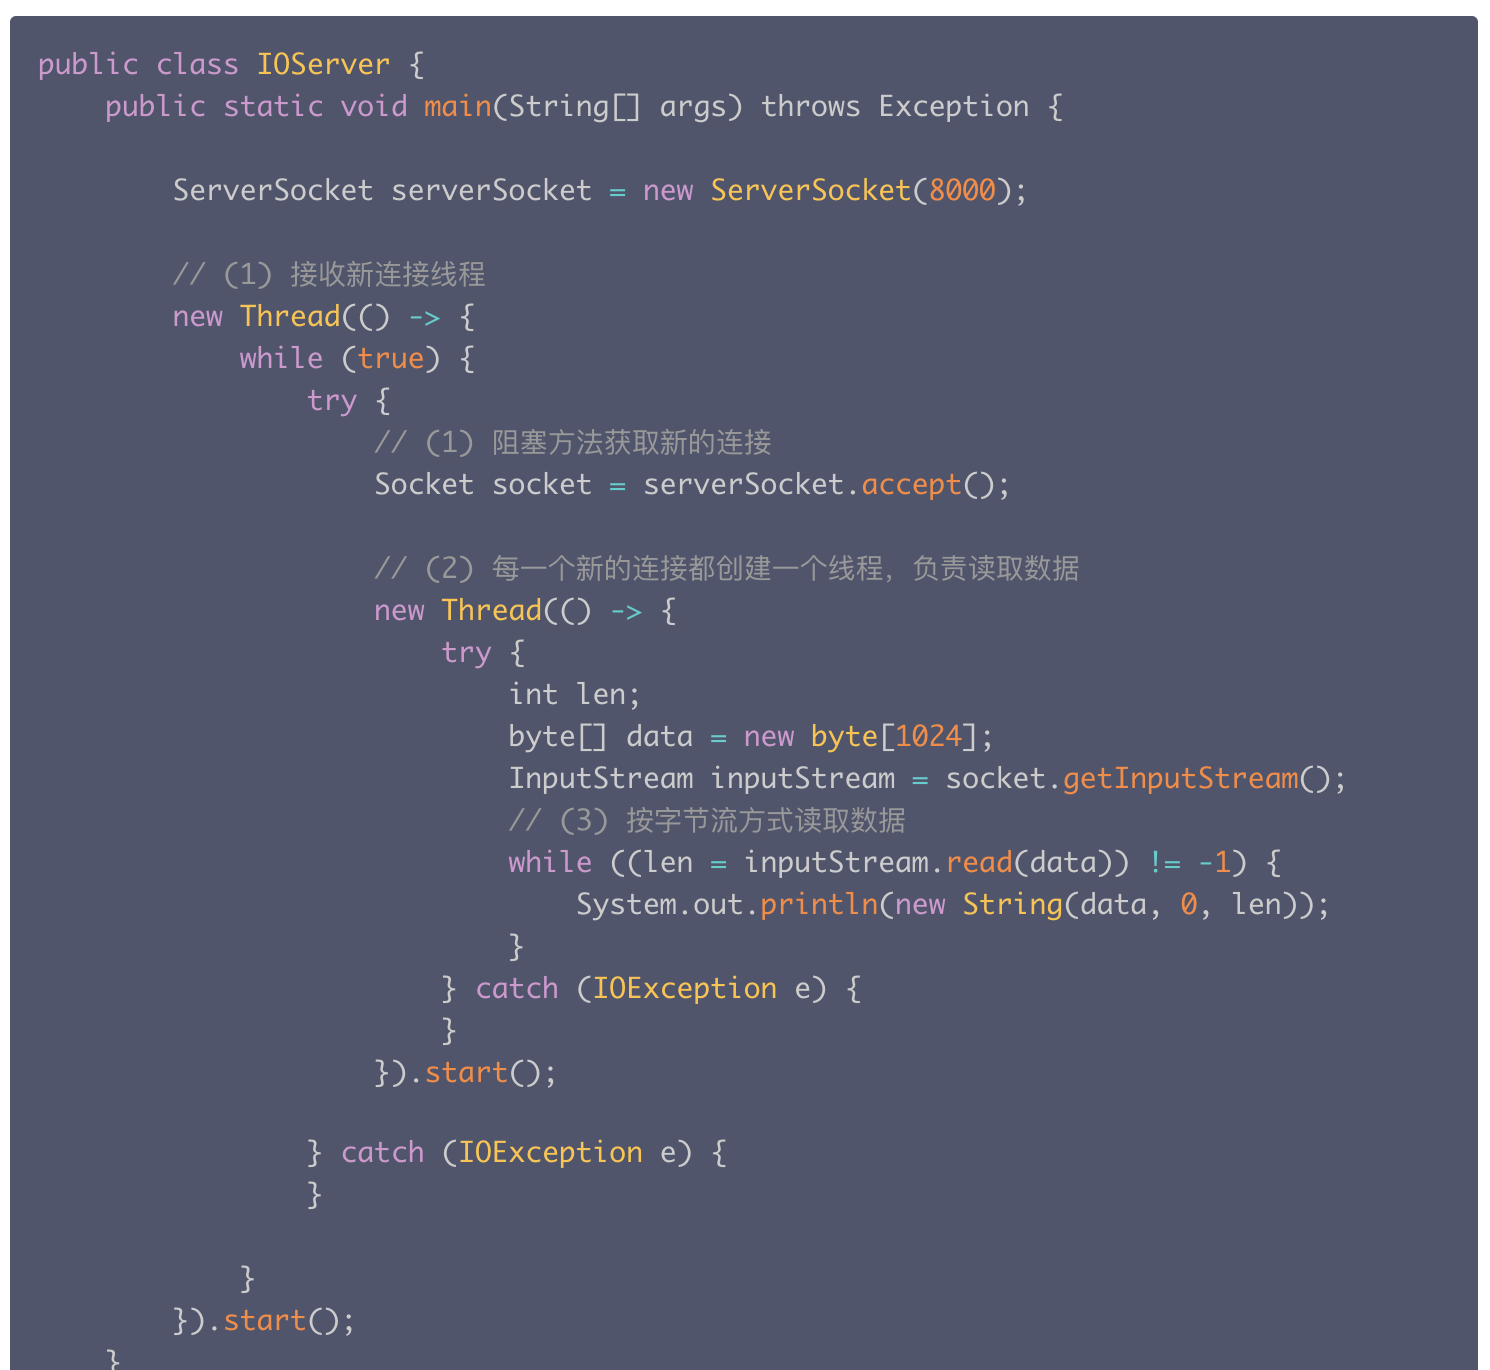 public class IOServer {
    public static void main(String[] args) throws Exception {

        ServerSocket serverSocket = new ServerSocket(8000);

        // (1) 接收新连接线程
        new Thread(() -> {
            while (true) {
                try {
                    // (1) 阻塞方法获取新的连接
                    Socket socket = serverSocket.accept();

                    // (2) 每一个新的连接都创建一个线程，负责读取数据
                    new Thread(() -> {
                        try {
                            int len;
                            byte[] data = new byte[1024];
                            InputStream inputStream = socket.getInputStream();
                            // (3) 按字节流方式读取数据
                            while ((len = inputStream.read(data)) != -1) {
                                System.out.println(new String(data, 0, len));
                            }
                        } catch (IOException e) {
                        }
                    }).start();

                } catch (IOException e) {
                }

            }
        }).start();
    }